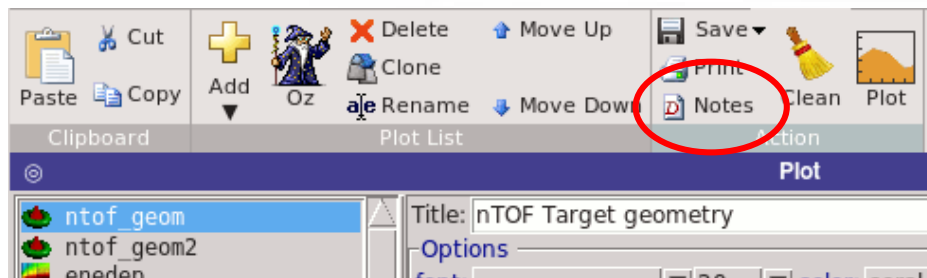 Paste
Cut
Copy
Clipboard
Add
Oz
Delete
Clone
Rename
Move Up
Move Down
Plot List
Save
Print
Notes
Clean
Plot
Action
Plot
ntof_geom
ntof_geom2
enedep
Title: nTOF Target geometry
Options